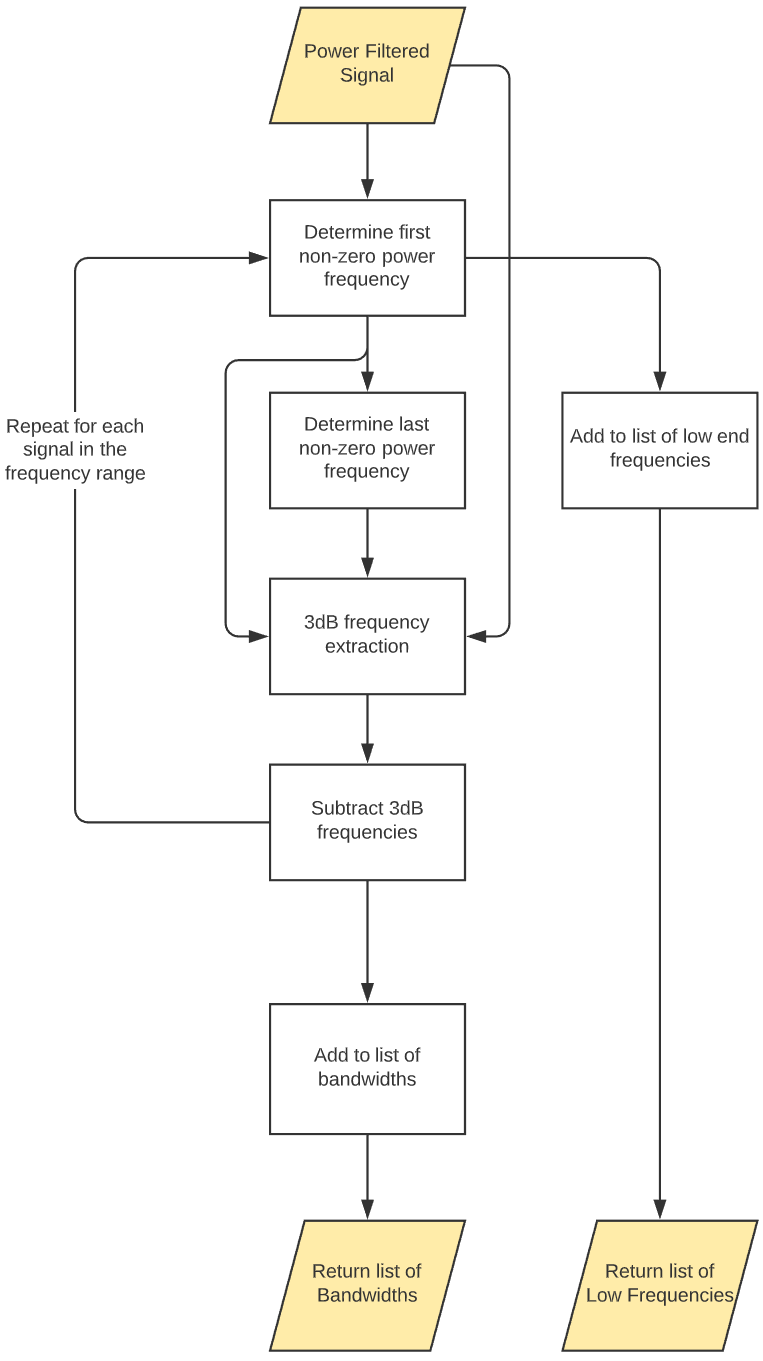 Power Filtered
Signal
Determine first
non-zero power
frequency
Determine last
non-zero power
frequency
Add to list of low end
frequencies
Repeat for each
signal in the
frequency range
3dB frequency
extraction
Subtract 3dB
frequencies
Add to list of
bandwidths
Return list of
Bandwidths
Return list of
Low Frequencies